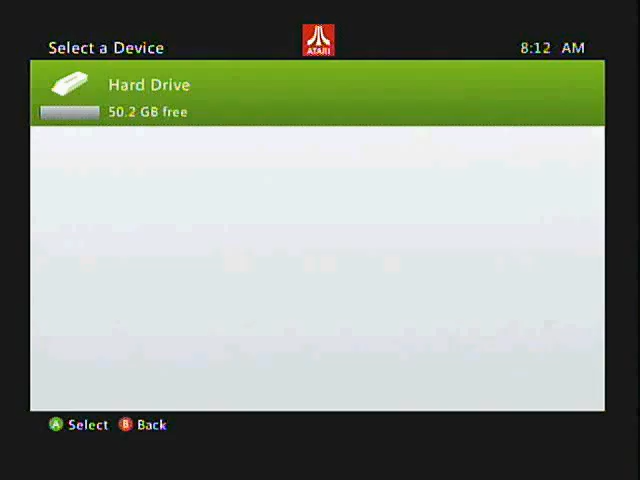 Select a Device
ATARI
8:12 AM
Hard Drive
50.2 GB free
A Select B Back